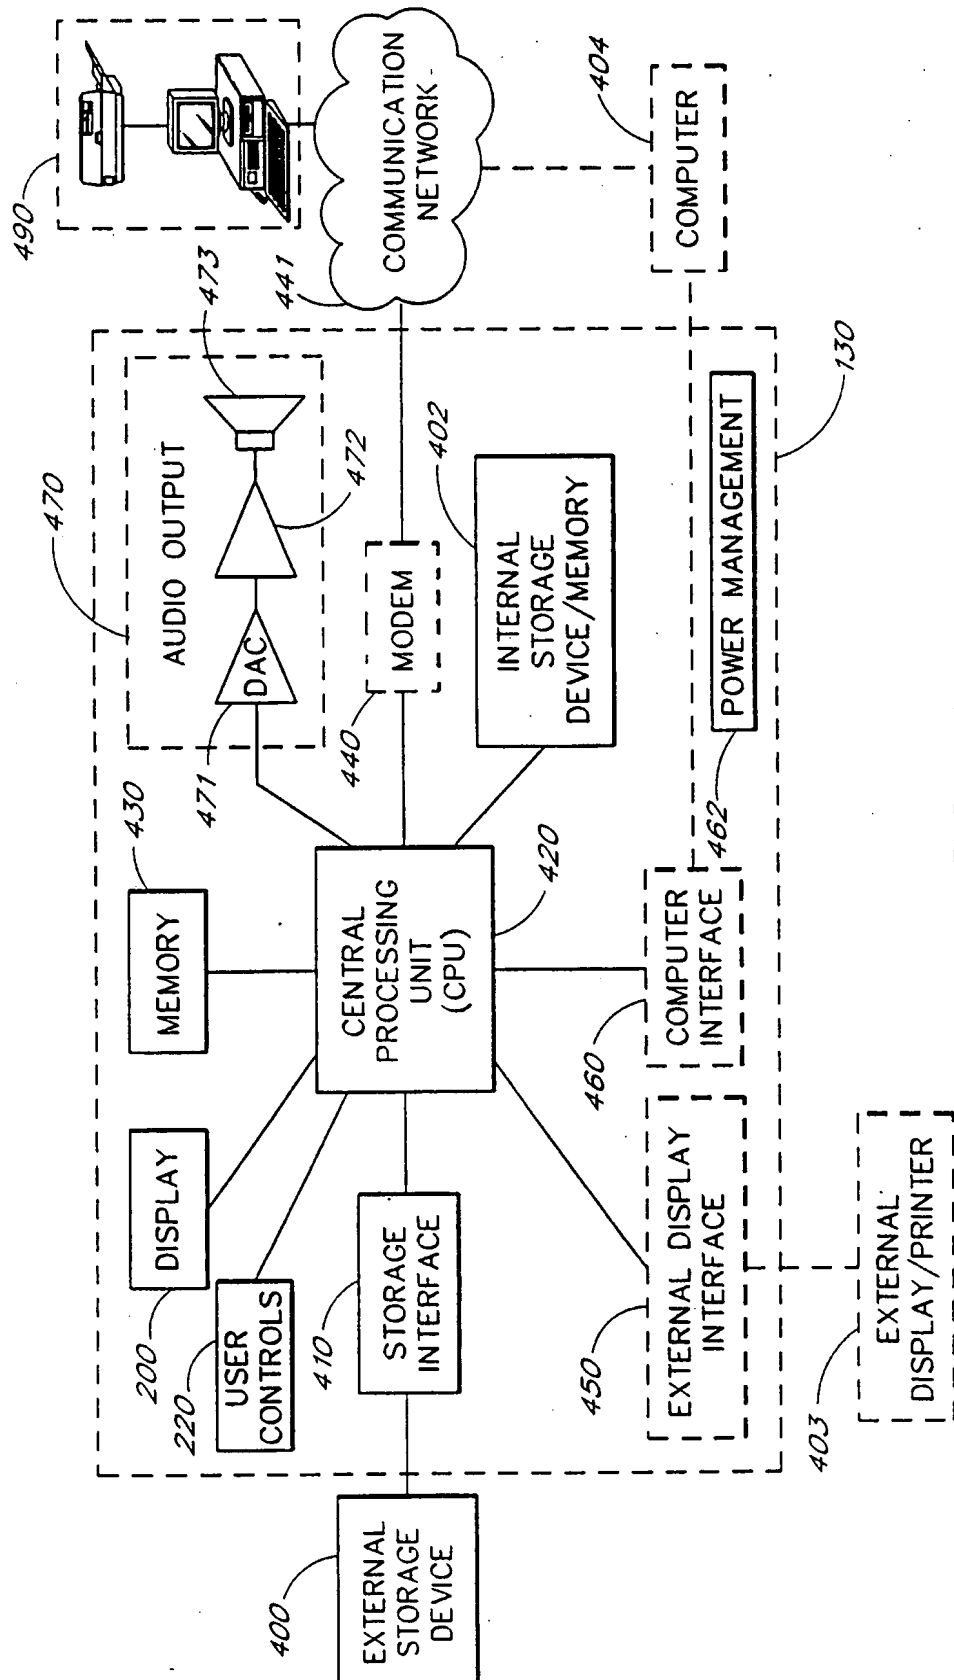 490
441
COMMUNICATION
NETWORK
404
COMPUTER
470
AUDIO OUTPUT
473
DAC
471
472
MODEM
440
402
INTERNAL
STORAGE
DEVICE/MEMORY
130
POWER MANAGEMENT
462
430
MEMORY
CENTRAL
PROCESSING
UNIT
(CPU)
420
COMPUTER
INTERFACE
460
DISPLAY
200
USER
CONTROLS
220
STORAGE
INTERFACE
410
EXTERNAL DISPLAY
INTERFACE
450
EXTERNAL
DISPLAY/PRINTER
403
EXTERNAL
STORAGE
DEVICE
400